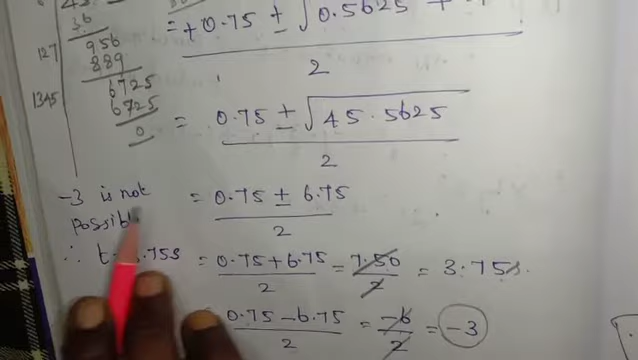 = +0.75 ± √0.5625 +
2
36
956
127 889
6725
1345 6725
0
= 0.75 ± √45.5625
2
-3 is not
= 0.75 ± 6.75
2
∴ t .75s = 0.75+6.75 / 2 = 7.50 / 2 = 3.75s.
0.75-6.75 / 2 = -6 / 2 = -3